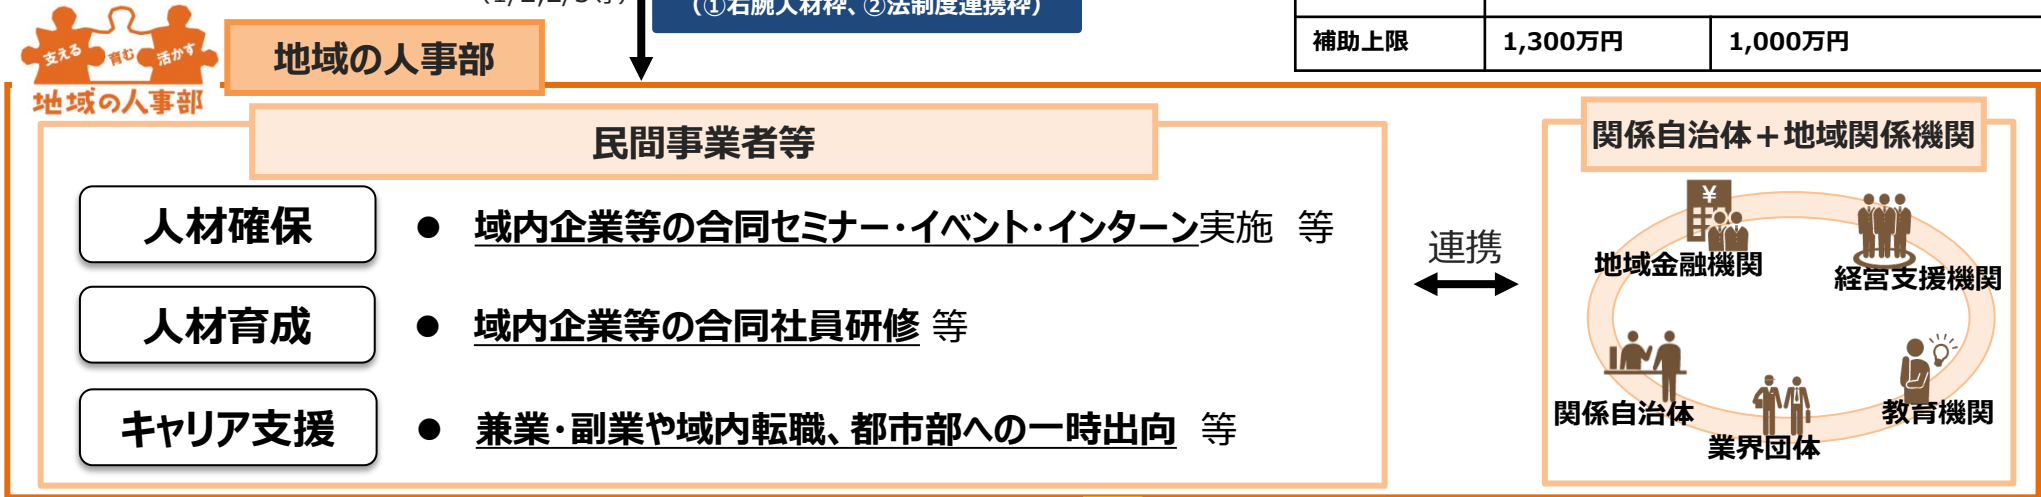 (①右腕人材枠、②法制度連携枠)
補助上限 1,300万円 1,000万円
支える 育む 活かす
地域の人事部
地域の人事部
民間事業者等
人材確保 ● 域内企業等の合同セミナー・イベント・インターン実施 等
人材育成 ● 域内企業等の合同社員研修 等
キャリア支援 ● 兼業・副業や域内転職、都市部への一時出向 等
連携
関係自治体+地域関係機関
¥
地域金融機関
経営支援機関
関係自治体
教育機関
業界団体